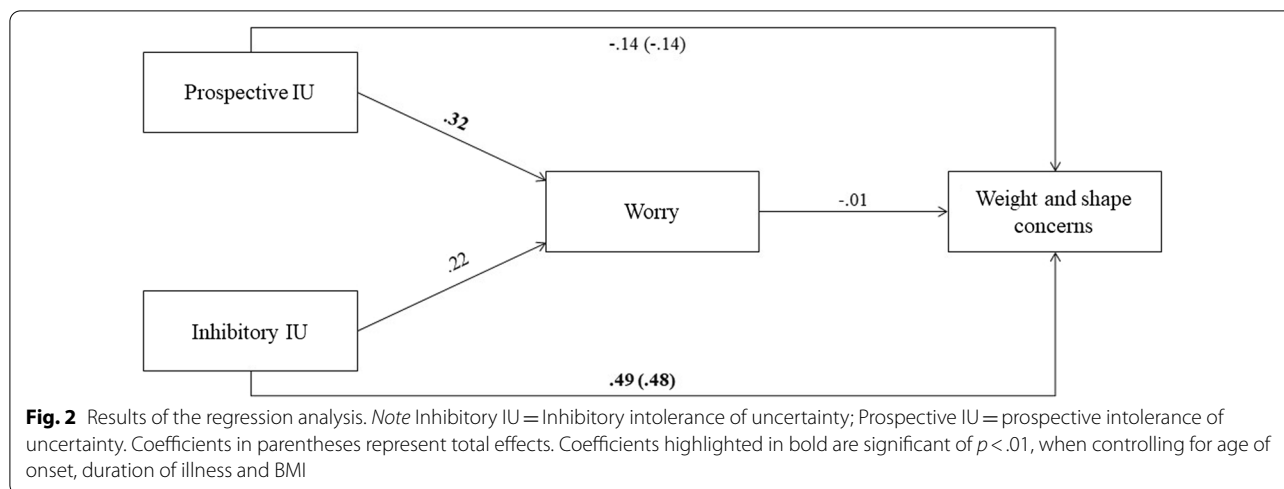 -.14 (-.14)
Prospective IU
.32
Worry
-.01
Weight and shape
concerns
.22
Inhibitory IU
.49 (.48)
Fig. 2 Results of the regression analysis. Note Inhibitory IU = Inhibitory intolerance of uncertainty; Prospective IU = prospective intolerance of
uncertainty. Coefficients in parentheses represent total effects. Coefficients highlighted in bold are significant of p < .01, when controlling for age of
onset, duration of illness and BMI